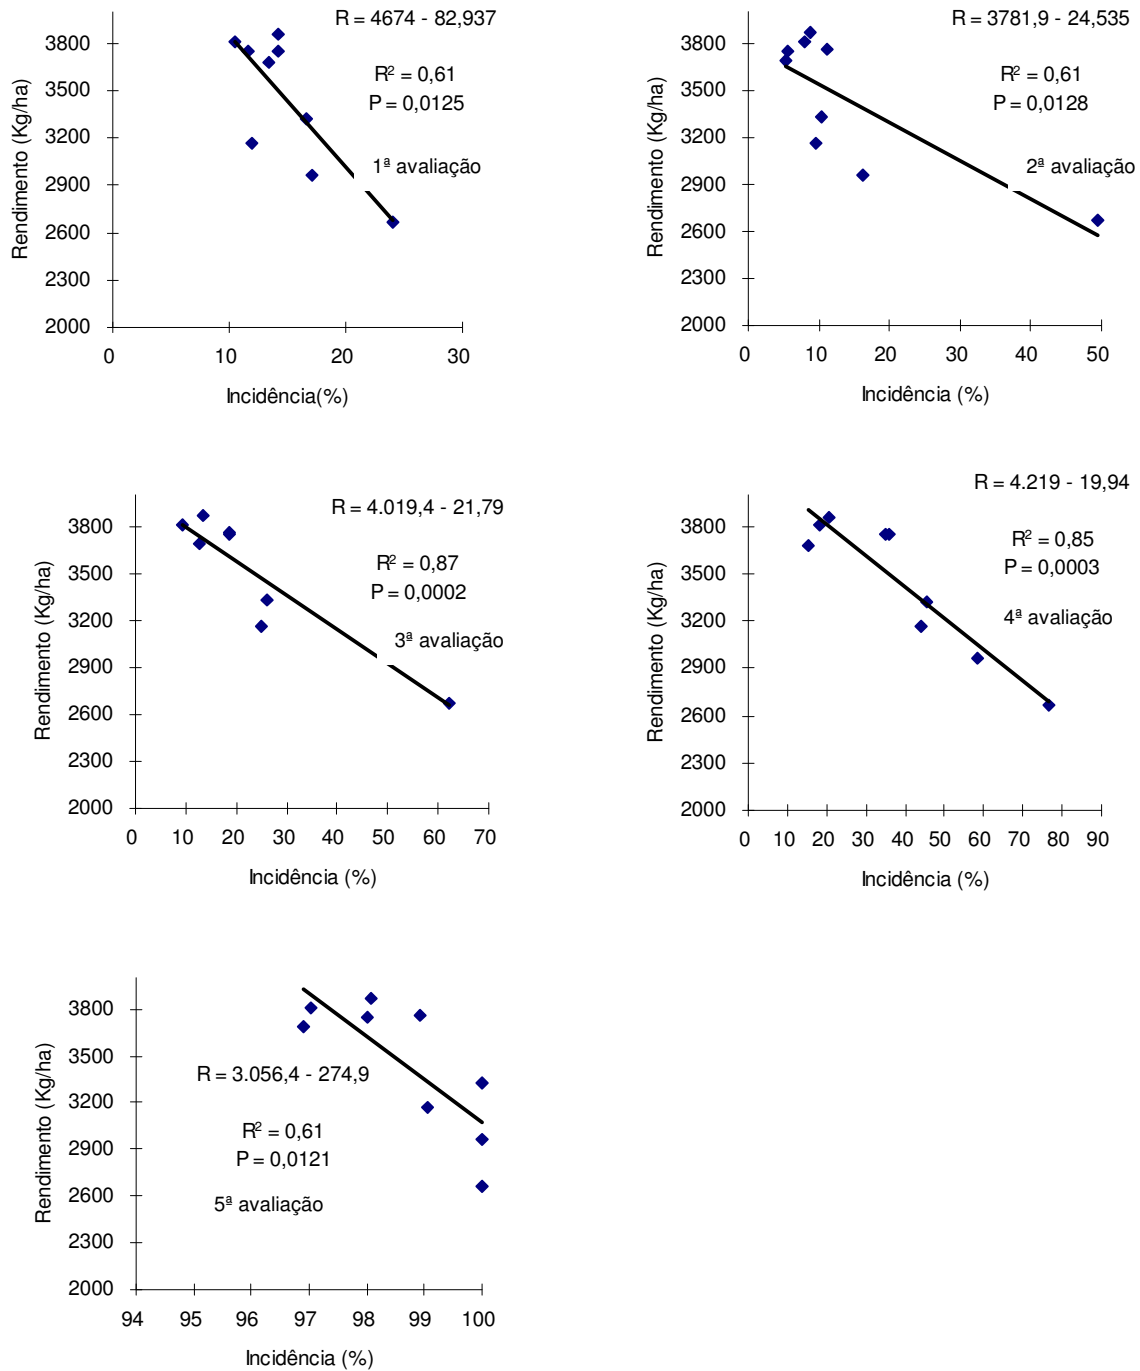 R = 4674 - 82,937
Rendimento (Kg/ha)
3800
3500
3200
2900
2600
2300
2000
R² = 0,61
P = 0,0125
1ª avaliação
0 10 20 30
Incidência(%)
R = 3781,9 - 24,535
Rendimento (Kg/ha)
3800
3500
3200
2900
2600
2300
2000
R² = 0,61
P = 0,0128
2ª avaliação
0 10 20 30 40 50
Incidência (%)
R = 4.019,4 - 21,79
Rendimento (Kg/ha)
3800
3500
3200
2900
2600
2300
2000
R² = 0,87
P = 0,0002
3ª avaliação
0 10 20 30 40 50 60 70
Incidência (%)
R = 4.219 - 19,94
Rendimento (Kg/ha)
3800
3500
3200
2900
2600
2300
2000
R² = 0,85
P = 0,0003
4ª avaliação
0 10 20 30 40 50 60 70 80 90
Incidência (%)
Rendimento (Kg/ha)
3800
3500
3200
2900
2600
2300
2000
R = 3.056,4 - 274,9
R² = 0,61
P = 0,0121
5ª avaliação
94 95 96 97 98 99 100
Incidência (%)